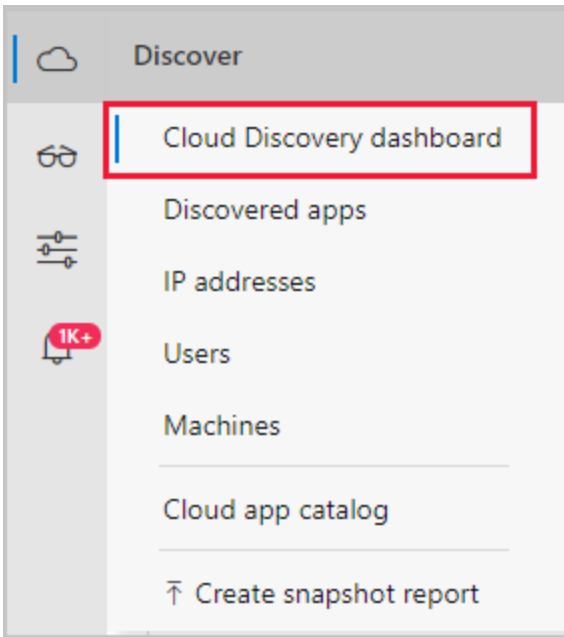 Discover
Cloud Discovery dashboard
Discovered apps
IP addresses
1K+
Users
Machines
Cloud app catalog
Create snapshot report